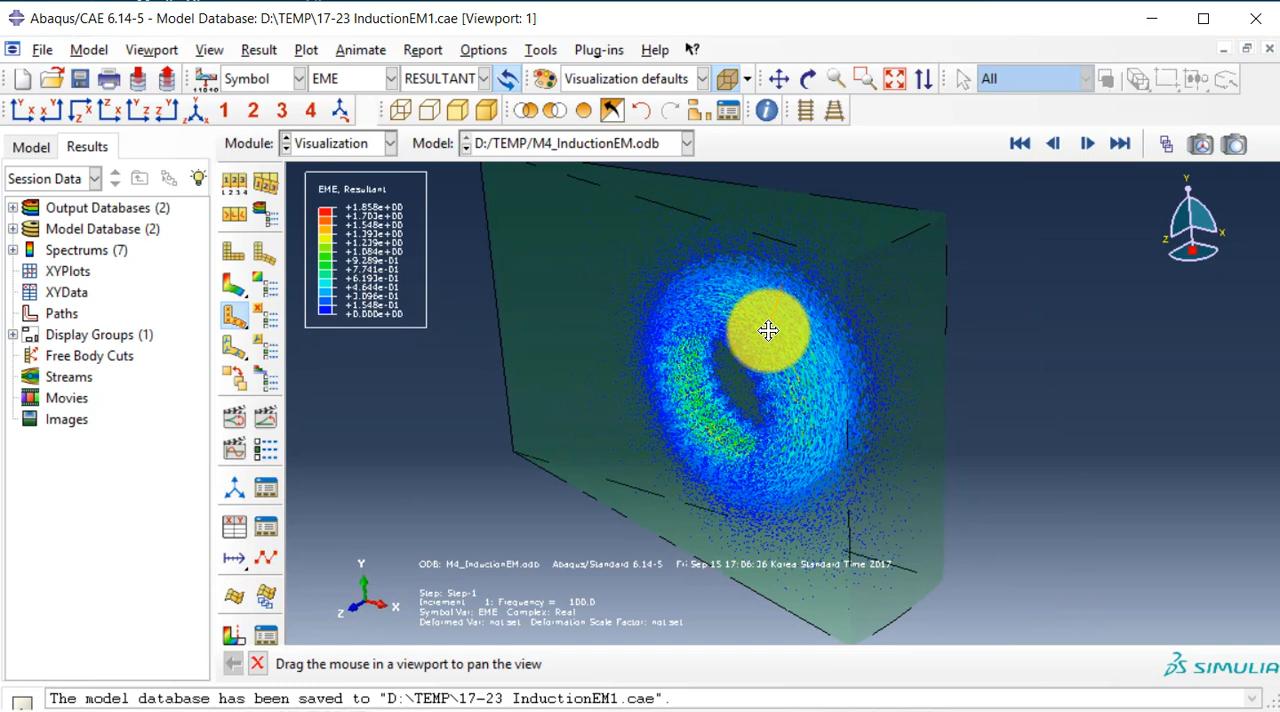 Abaqus/CAE 6.14-5 - Model Database: D:\TEMP\17-23 InductionEM1.cae [Viewport: 1]
File Model Viewport View Result Plot Animate Report Options Tools Plug-ins Help
Symbol EME RESULTANT Visualization defaults All
1 2 3 4
Model Results Module: Visualization Model: D:/TEMP/M4_InductionEM.odb
Session Data
Output Databases (2)
Model Database (2)
Spectrums (7)
XYPlots
XYData
Paths
Display Groups (1)
Free Body Cuts
Streams
Movies
Images
EME, Resultant
+1.858e+00
+1.703e+00
+1.548e+00
+1.393e+00
+1.239e+00
+1.084e+00
+9.289e-01
+7.741e-01
+6.193e-01
+4.644e-01
+3.096e-01
+1.548e-01
+0.000e+00
Y
X
Z
Y
X
Z
ODB: M4_InductionEM.odb Abaqus/Standard 6.14-5 Fri Sep 15 17:06:36 Korea Standard Time 2017
Step: Step-1
Increment 1: Frequency = 100.0
Symbol Var: EME Complex: Real
Deformed Var: not set Deformation Scale Factor: not set
Drag the mouse in a viewport to pan the view
SIMULIA
The model database has been saved to "D:\TEMP\17-23 InductionEM1.cae".